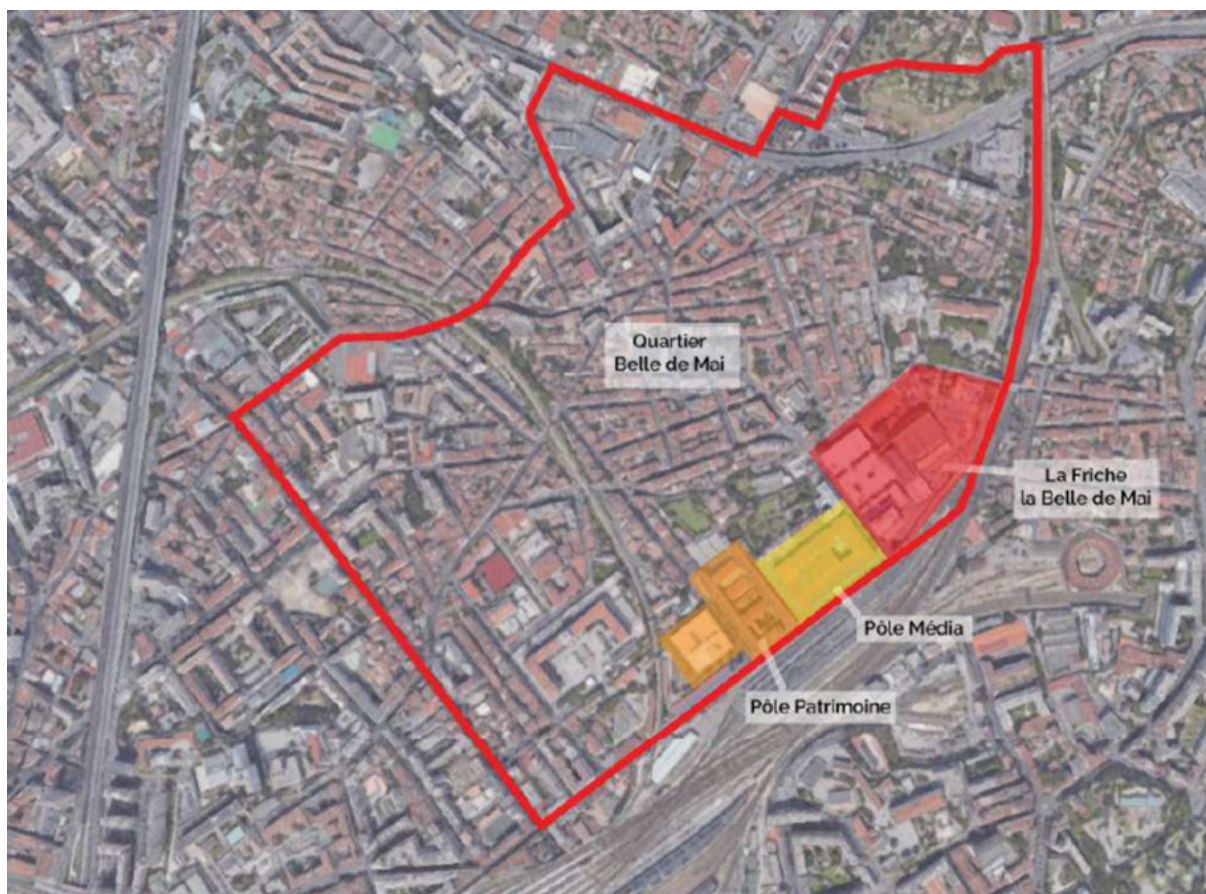 Quartier
Belle de Mai
La Friche
la Belle de Mai
Pôle Média
Pôle Patrimoine